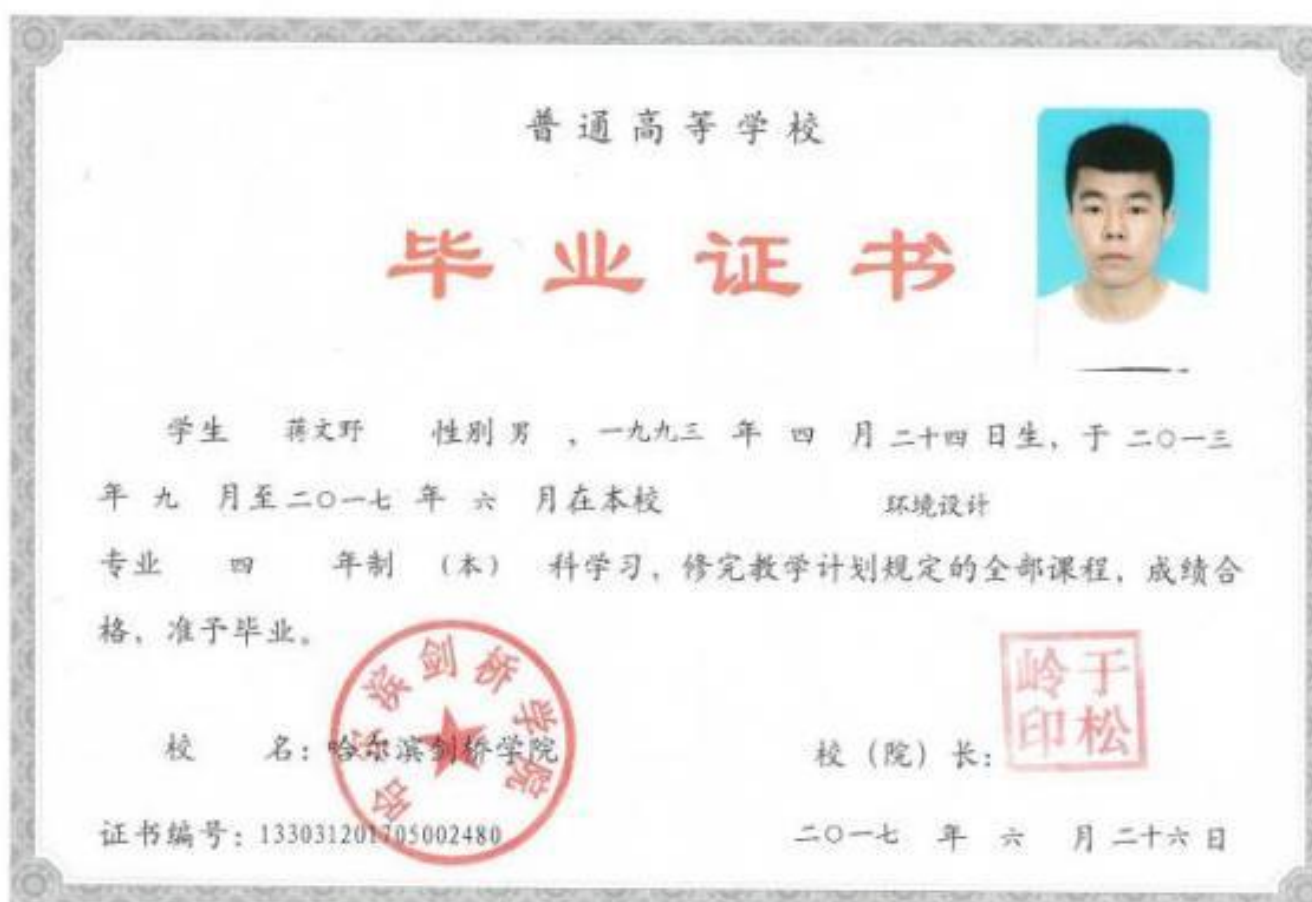 普通高等学校
毕业证书
学生 蒋文野 性别 男 ，一九九三 年 四 月 二十四 日生，于 二〇一三
年 九 月至 二〇一七 年 六 月在本校 环境设计
专业 四 年制 （本） 科学习，修完教学计划规定的全部课程，成绩合
格，准予毕业。
哈尔滨剑桥学院
于松岭印
校 名：哈尔滨剑桥学院 校（院）长：
证书编号：133031201705002480 二〇一七 年 六 月 二十六 日